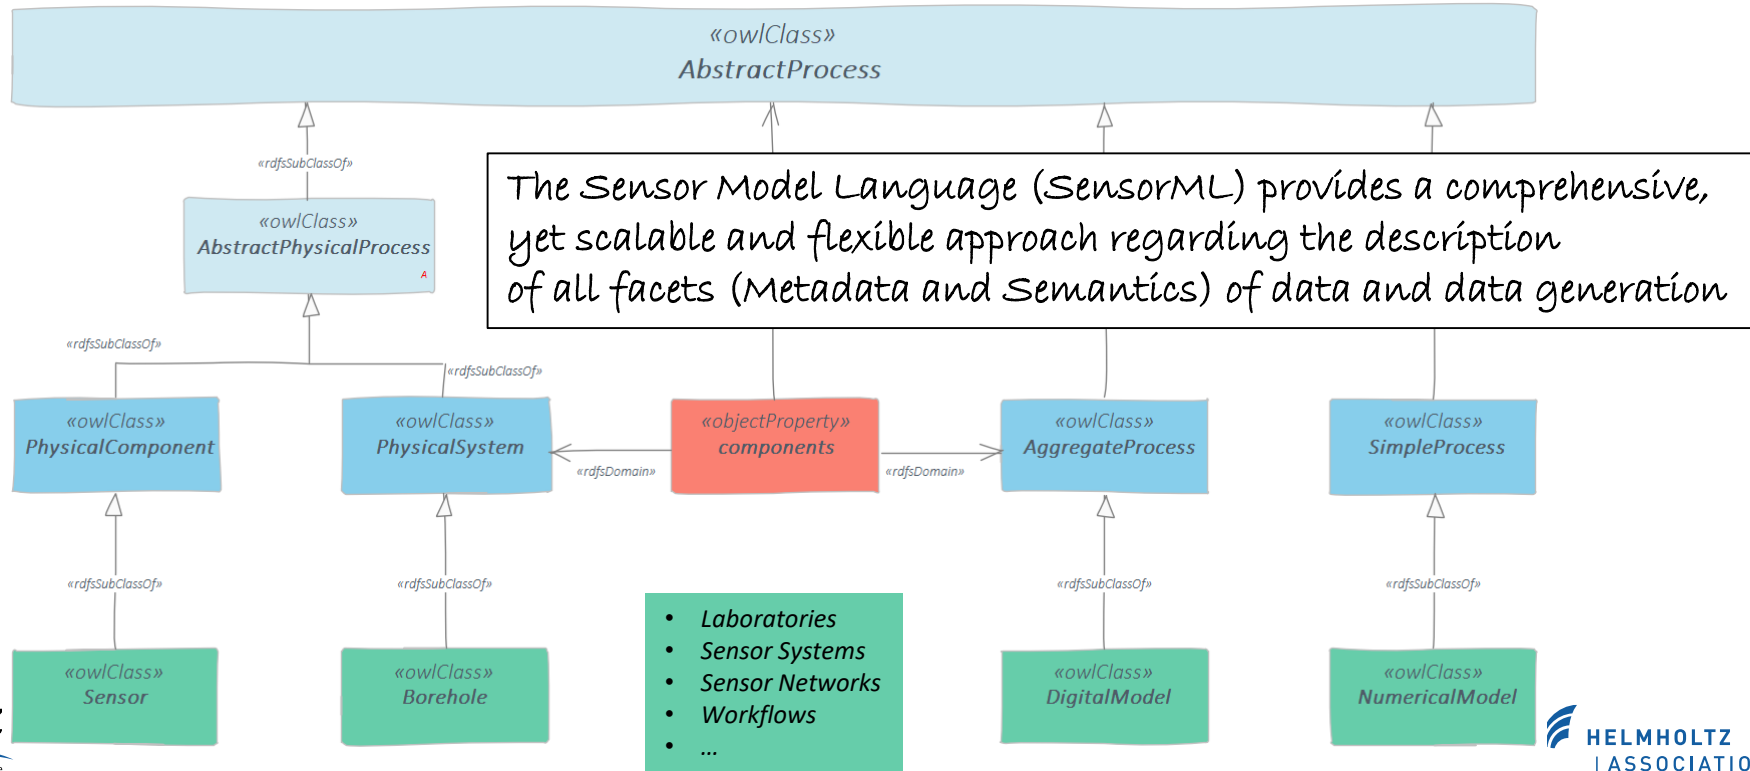 «owlClass»
AbstractProcess
«rdfsSubClassOf»
«owlClass»
AbstractPhysicalProcess
A
The Sensor Model Language (SensorML) provides a comprehensive,
yet scalable and flexible approach regarding the description
of all facets (Metadata and Semantics) of data and data generation
«rdfsSubClassOf»
«rdfsSubClassOf»
«owlClass»
PhysicalComponent
«owlClass»
PhysicalSystem
«rdfsDomain»
«objectProperty»
components
«rdfsDomain»
«owlClass»
AggregateProcess
«owlClass»
SimpleProcess
«rdfsSubClassOf»
«rdfsSubClassOf»
«rdfsSubClassOf»
«rdfsSubClassOf»
«owlClass»
Sensor
«owlClass»
Borehole
• Laboratories
• Sensor Systems
• Sensor Networks
• Workflows
• ...
«owlClass»
DigitalModel
«owlClass»
NumericalModel
HELMHOLTZ
| ASSOCIATIO